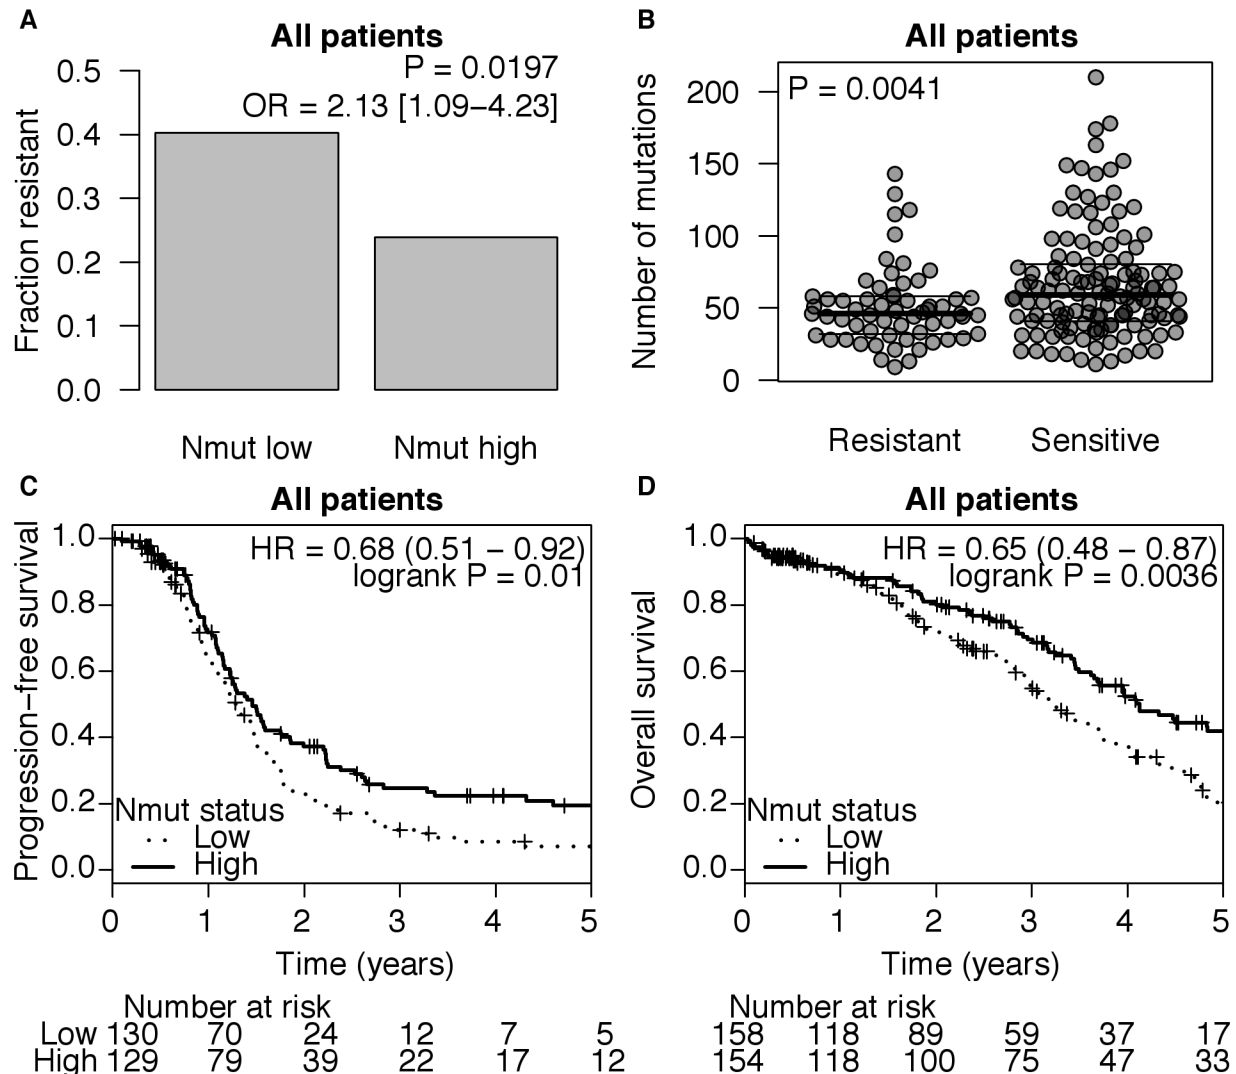 A
All patients
P = 0.0197
OR = 2.13 [1.09–4.23]
Fraction resistant
0.5
0.4
0.3
0.2
0.1
0.0
Nmut low
Nmut high
B
All patients
P = 0.0041
Number of mutations
200
150
100
50
0
Resistant
Sensitive
C
All patients
HR = 0.68 (0.51 – 0.92)
logrank P = 0.01
Progression–free survival
1.0
0.8
0.6
0.4
0.2
0.0
Nmut status
Low
High
0 1 2 3 4 5
Time (years)
Number at risk
Low 130 70 24 12 7 5
High 129 79 39 22 17 12
D
All patients
HR = 0.65 (0.48 – 0.87)
logrank P = 0.0036
Overall survival
1.0
0.8
0.6
0.4
0.2
0.0
Nmut status
Low
High
0 1 2 3 4 5
Time (years)
Number at risk
158 118 89 59 37 17
154 118 100 75 47 33